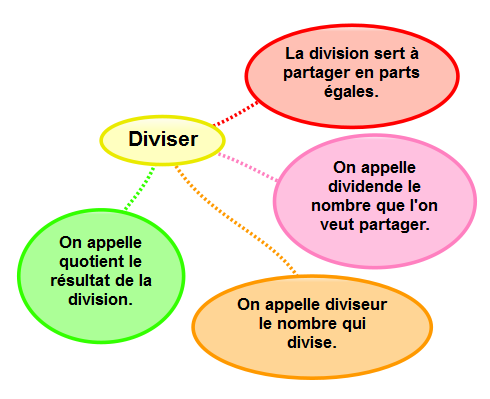 La division sert à
partager en parts
égales.
Diviser
On appelle
dividende le
nombre que l'on
veut partager.
On appelle
quotient le
résultat de la
division.
On appelle diviseur
le nombre qui
divise.